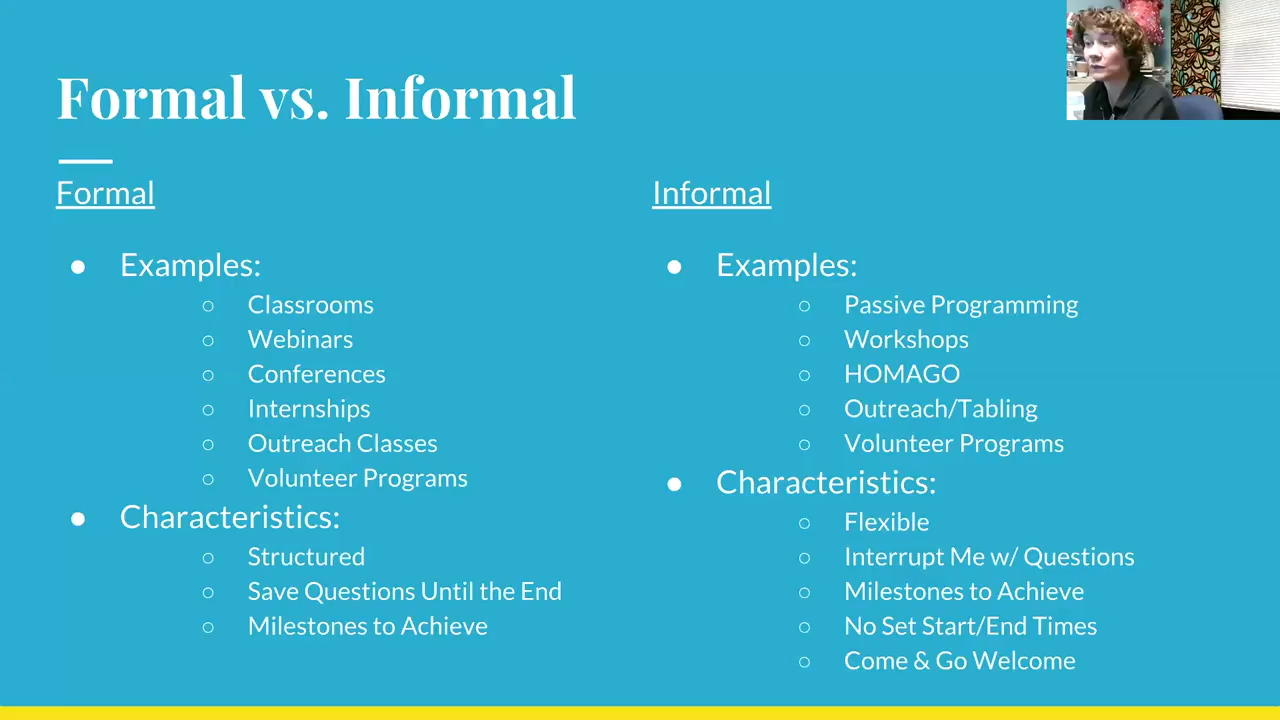 Formal vs. Informal
Formal
● Examples:
○ Classrooms
○ Webinars
○ Conferences
○ Internships
○ Outreach Classes
○ Volunteer Programs
● Characteristics:
○ Structured
○ Save Questions Until the End
○ Milestones to Achieve
Informal
● Examples:
○ Passive Programming
○ Workshops
○ HOMAGO
○ Outreach/Tabling
○ Volunteer Programs
● Characteristics:
○ Flexible
○ Interrupt Me w/ Questions
○ Milestones to Achieve
○ No Set Start/End Times
○ Come & Go Welcome